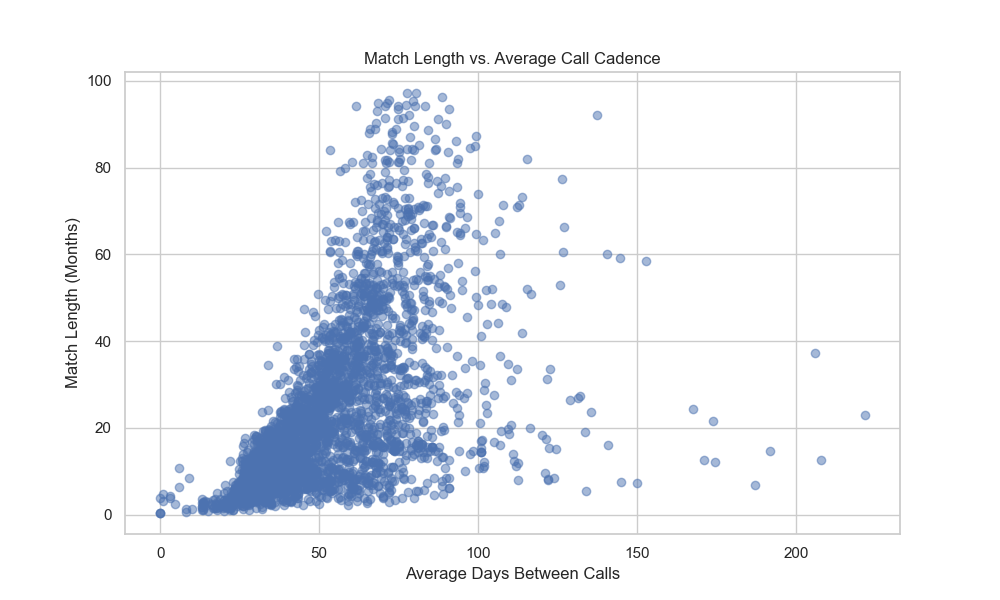 Match Length vs. Average Call Cadence
100
80
60
40
20
0
Match Length (Months)
0 50 100 150 200
Average Days Between Calls